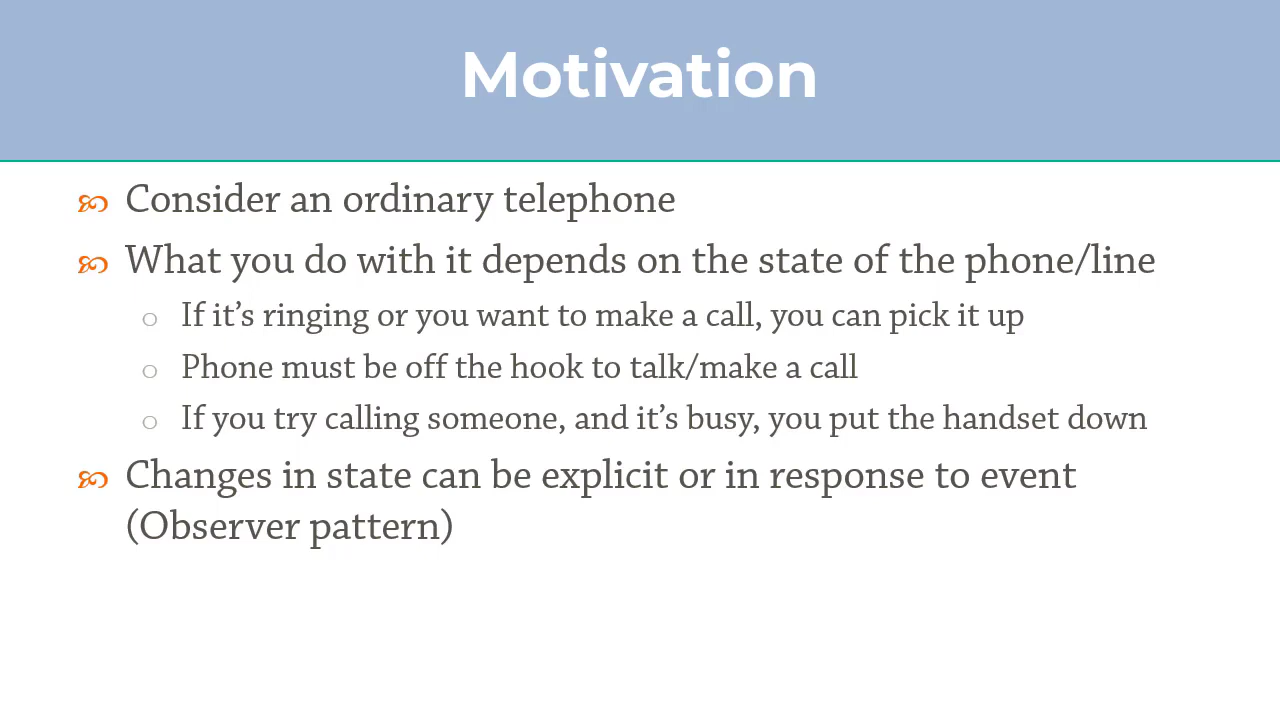 Motivation
Consider an ordinary telephone
What you do with it depends on the state of the phone/line
If it’s ringing or you want to make a call, you can pick it up
Phone must be off the hook to talk/make a call
If you try calling someone, and it’s busy, you put the handset down
Changes in state can be explicit or in response to event
(Observer pattern)